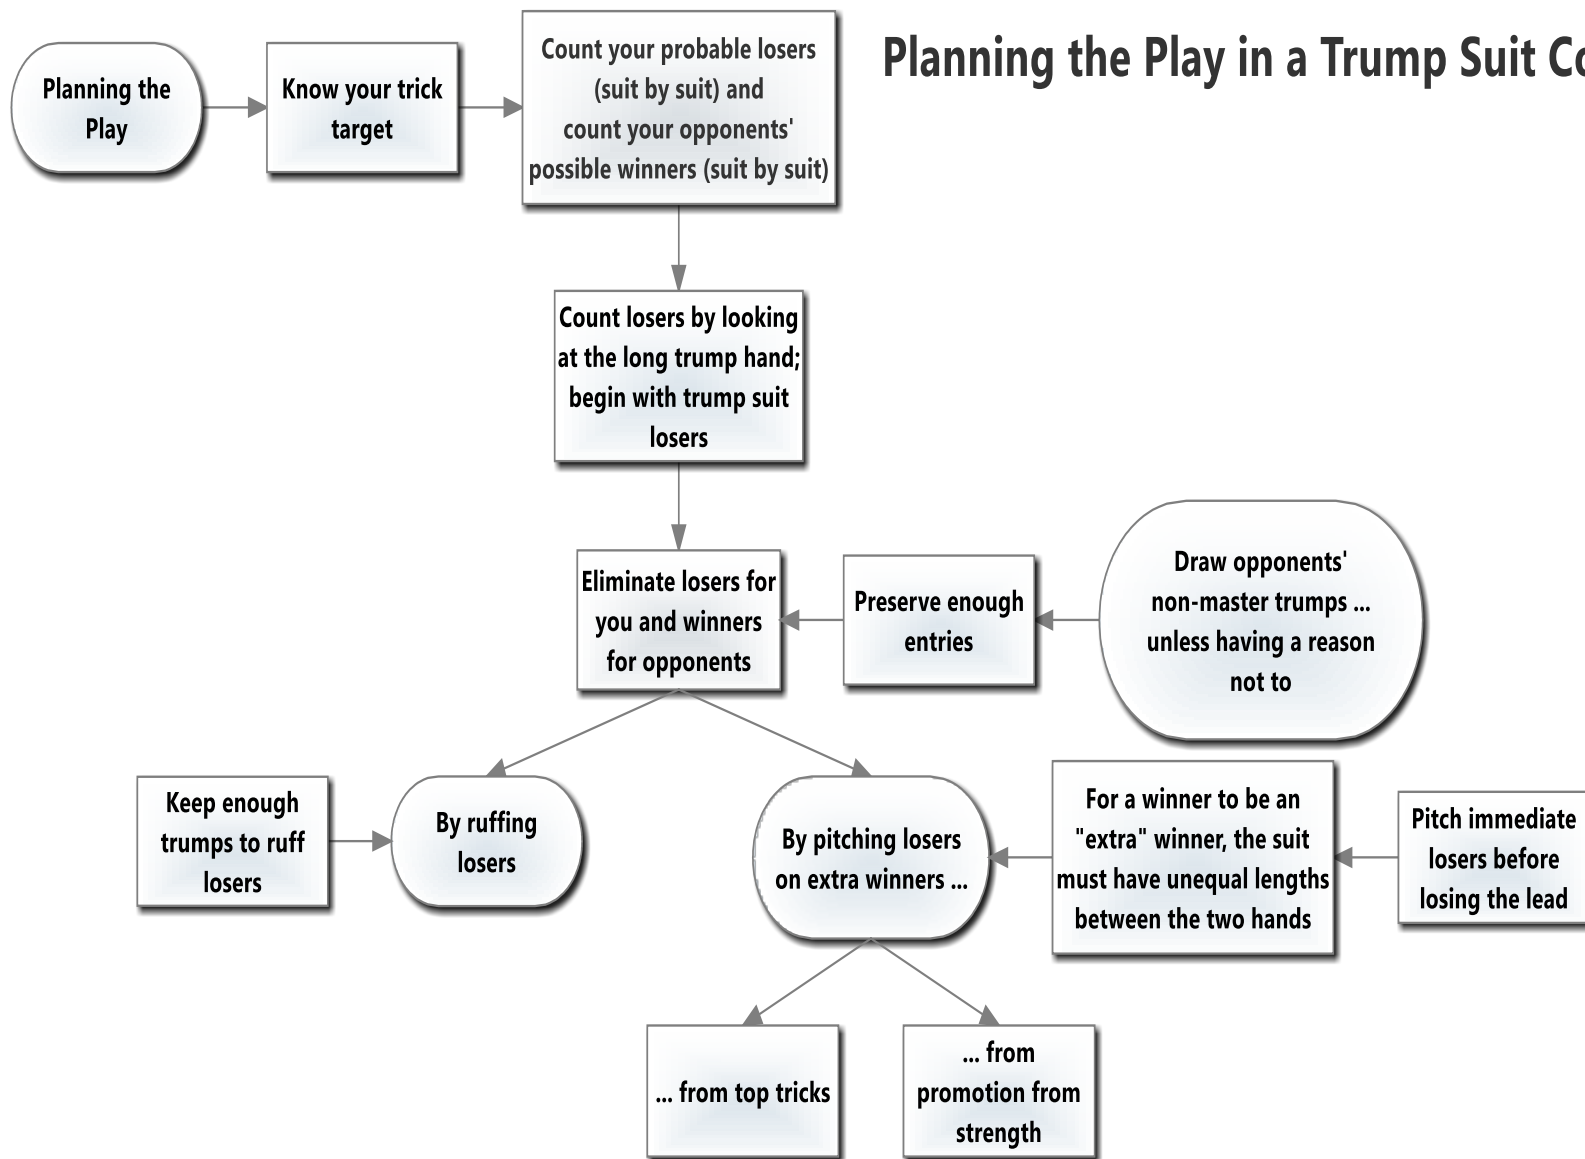 Planning the Play in a Trump Suit
Planning the
Play
Know your trick
target
Count your probable losers
(suit by suit) and
count your opponents'
possible winners (suit by suit)
Count losers by looking
at the long trump hand;
begin with trump suit
losers
Eliminate losers for
you and winners
for opponents
Preserve enough
entries
Draw opponents'
non-master trumps ...
unless having a reason
not to
Keep enough
trumps to ruff
losers
By ruffing
losers
By pitching losers
on extra winners ...
For a winner to be an
"extra" winner, the suit
must have unequal lengths
between the two hands
Pitch immediate
losers before
losing the lead
... from top tricks
... from
promotion from
strength